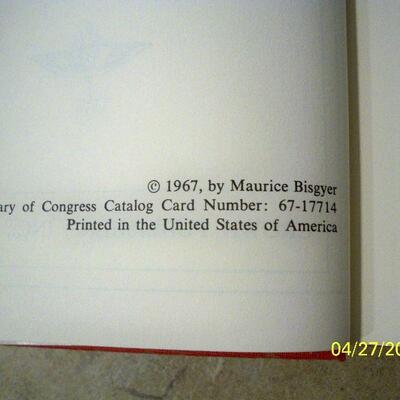 © 1967, by Maurice Bisgyer
ary of Congress Catalog Card Number: 67-17714
Printed in the United States of America
04/27/20